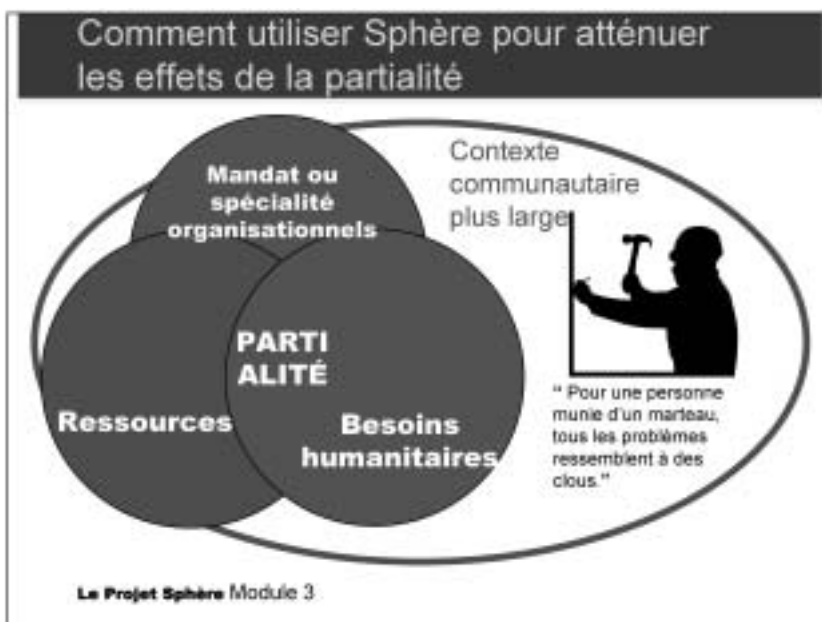 Comment utiliser Sphère pour atténuer
les effets de la partialité
Contexte
communautaire
plus large
Mandat ou
spécialité
organisationnels
PARTI
ALITÉ
Ressources
Besoins
humanitaires
“ Pour une personne
munie d'un marteau,
tous les problèmes
ressemblent à des
clous.”
Le Projet Sphère Module 3